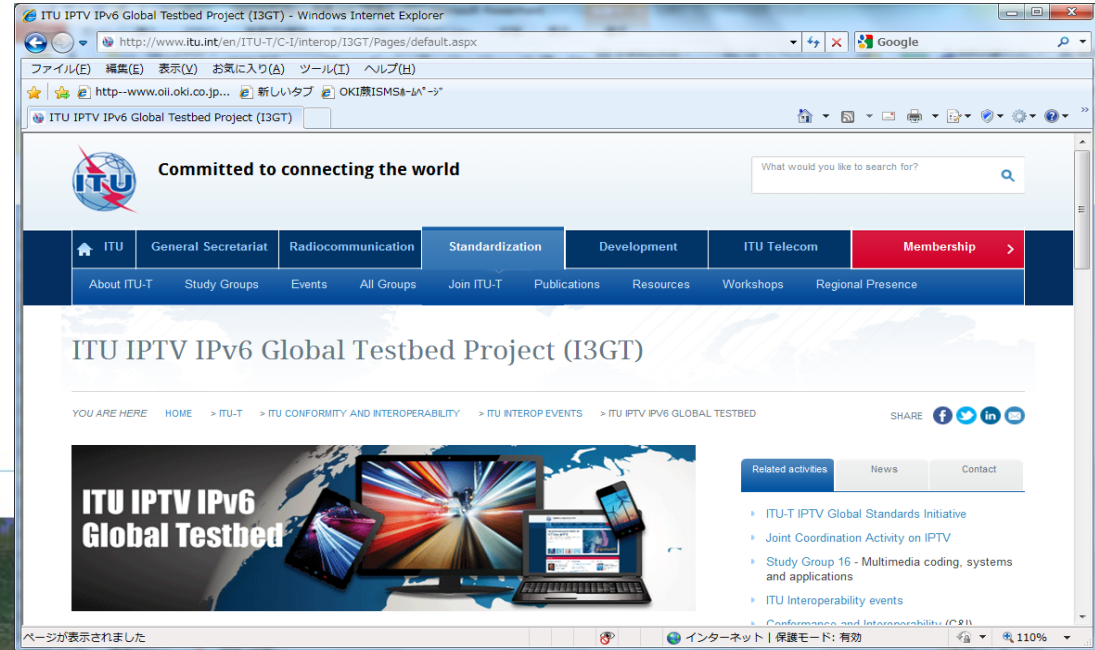 ITU IPTV IPv6 Global Testbed Project (I3GT) - Windows Internet Explorer
http://www.itu.int/en/ITU-T/C-I/interop/I3GT/Pages/default.aspx
Google
ファイル(F) 編集(E) 表示(V) お気に入り(A) ツール(T) ヘルプ(H)
http--www.oii.oki.co.jp... 新しいタブ OKI蕨ISMSﾎｰﾑﾍﾟｰｼﾞ
ITU IPTV IPv6 Global Testbed Project (I3GT)
ITU
Committed to connecting the world
What would you like to search for?
ITU General Secretariat Radiocommunication Standardization Development ITU Telecom Membership
About ITU-T Study Groups Events All Groups Join ITU-T Publications Resources Workshops Regional Presence
ITU IPTV IPv6 Global Testbed Project (I3GT)
YOU ARE HERE HOME > ITU-T > ITU CONFORMITY AND INTEROPERABILITY > ITU INTEROP EVENTS > ITU IPTV IPV6 GLOBAL TESTBED
SHARE
ITU IPTV IPv6
Global Testbed
Related activities News Contact
ITU-T IPTV Global Standards Initiative
Joint Coordination Activity on IPTV
Study Group 16 - Multimedia coding, systems
and applications
ITU Interoperability events
Conformance and Interoperability (C&I)
ページが表示されました
インターネット | 保護モード: 有効
110%